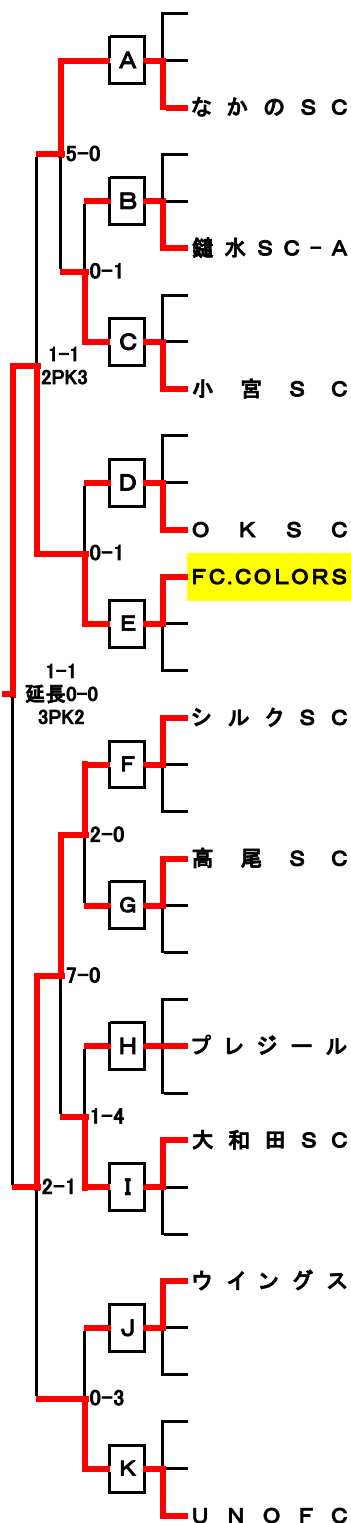 A
なかのSC
5-0
B
鑓水SC-A
0-1
C
小宮SC
1-1
2PK3
D
OKSC
0-1
FC.COLORS
E
1-1
延長0-0
3PK2
シルクSC
F
2-0
高尾SC
G
7-0
H
プレジール
1-4
大和田SC
I
2-1
ウイングス
J
0-3
K
UNOFC